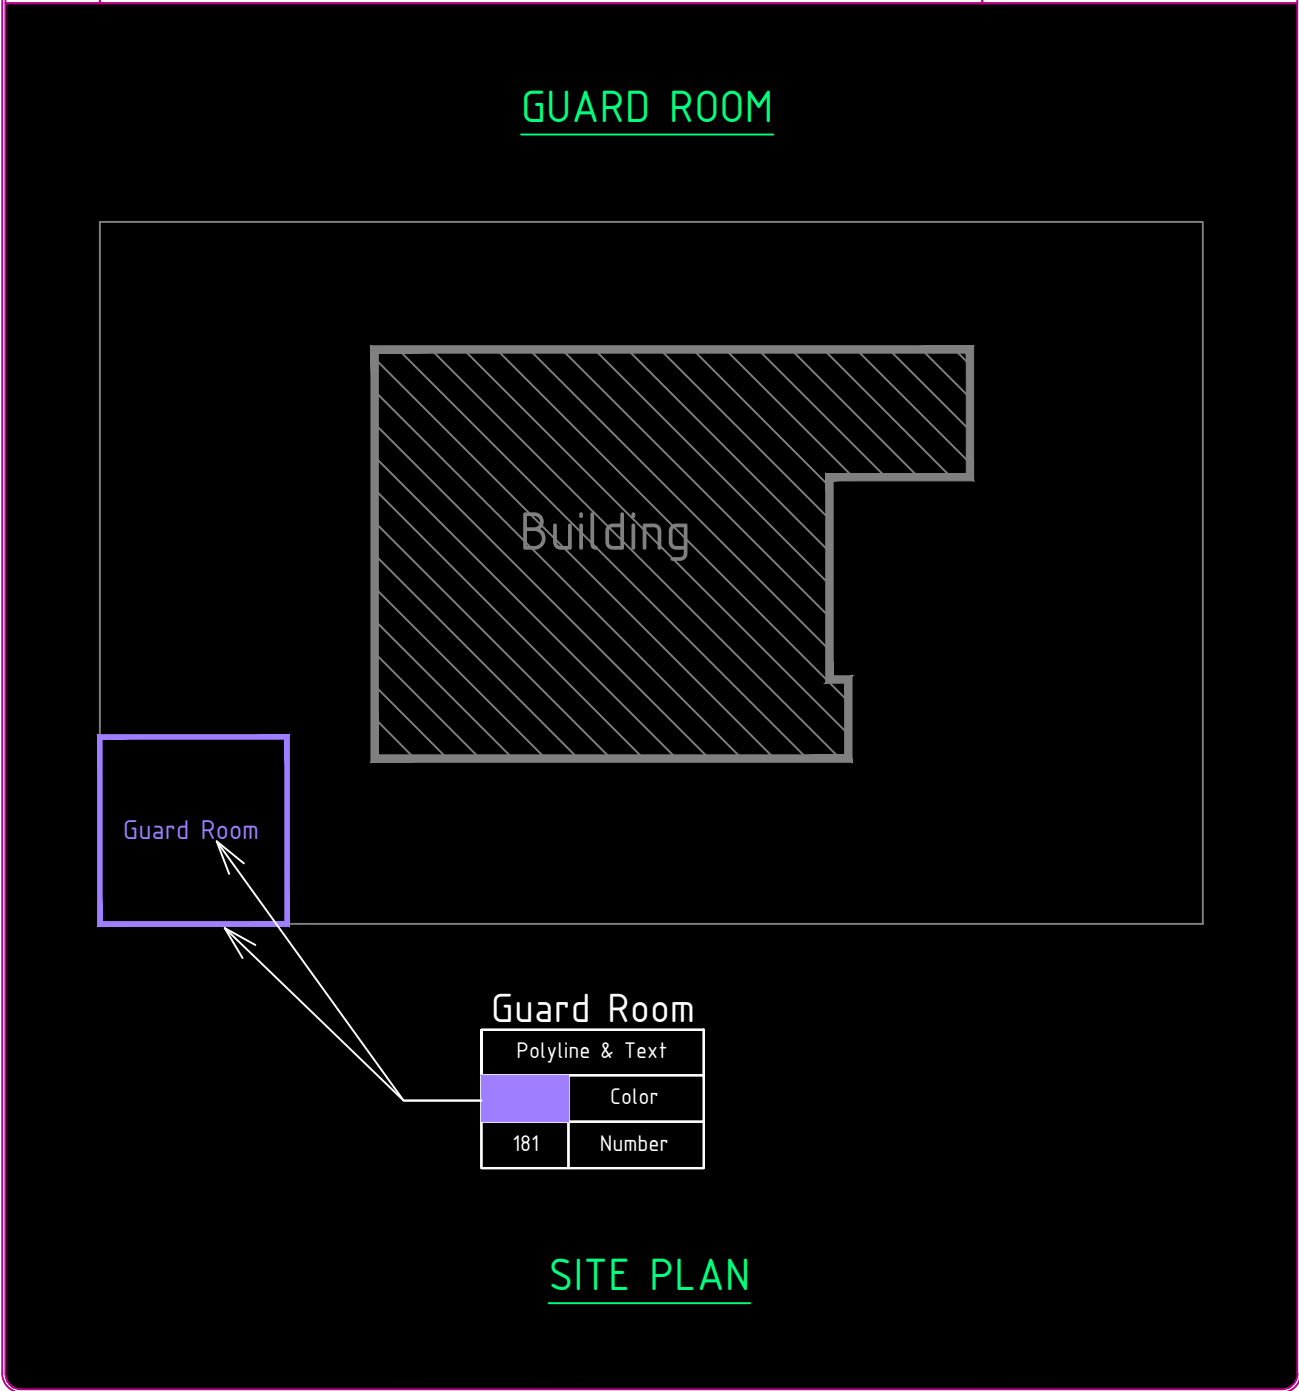 GUARD ROOM
Building
Guard Room
Guard Room
Polyline & Text
Color
181 Number
SITE PLAN